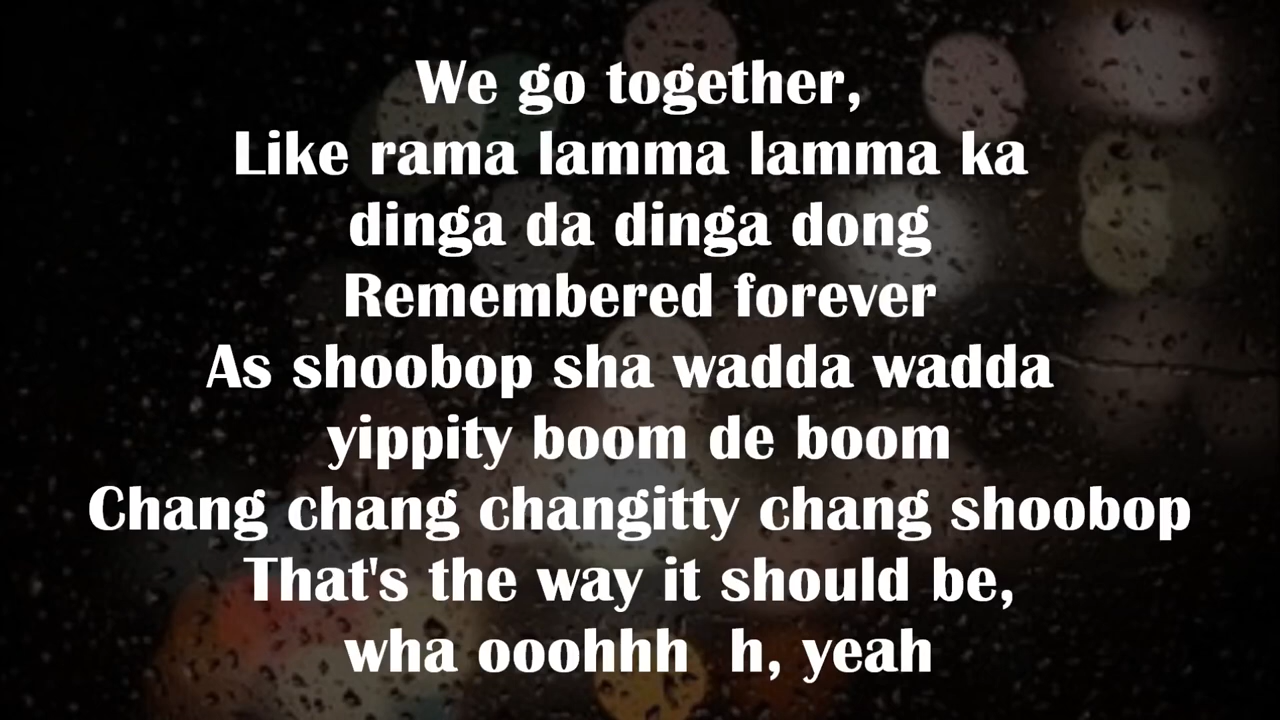 We go together,
Like rama lamma lamma ka
dinga da dinga dong
Remembered forever
As shoobop sha wadda wadda
yippity boom de boom
Chang chang changitty chang shoobop
That's the way it should be,
wha ooohhh  h, yeah